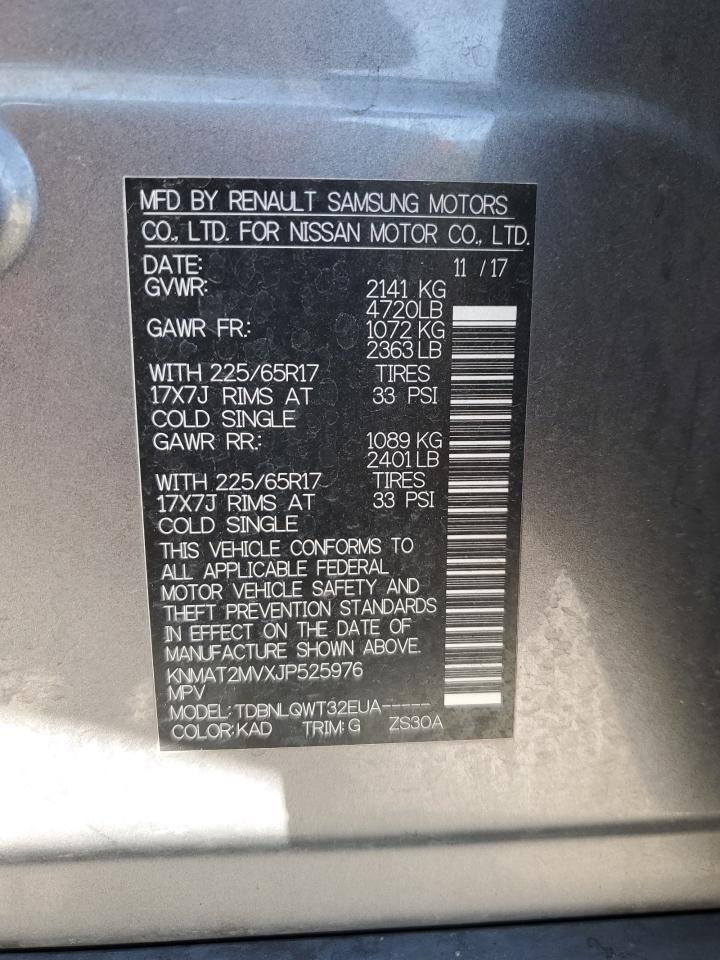 MFD BY RENAULT SAMSUNG MOTORS
CO., LTD. FOR NISSAN MOTOR CO., LTD.
DATE: 11 / 17
GVWR: 2141 KG
4720LB
GAWR FR.: 1072 KG
2363 LB
WITH 225/65R17 TIRES
17X7J RIMS AT 33 PSI
COLD SINGLE
GAWR RR.: 1089 KG
2401 LB
WITH 225/65R17 TIRES
17X7J RIMS AT 33 PSI
COLD SINGLE
THIS VEHICLE CONFORMS TO
ALL APPLICABLE FEDERAL
MOTOR VEHICLE SAFETY AND
THEFT PREVENTION STANDARDS
IN EFFECT ON THE DATE OF
MANUFACTURE SHOWN ABOVE.
KNMAT2MVXJP525976
MPV
MODEL: TDBNLQWT32EUA-----
COLOR: KAD TRIM: G ZS30A